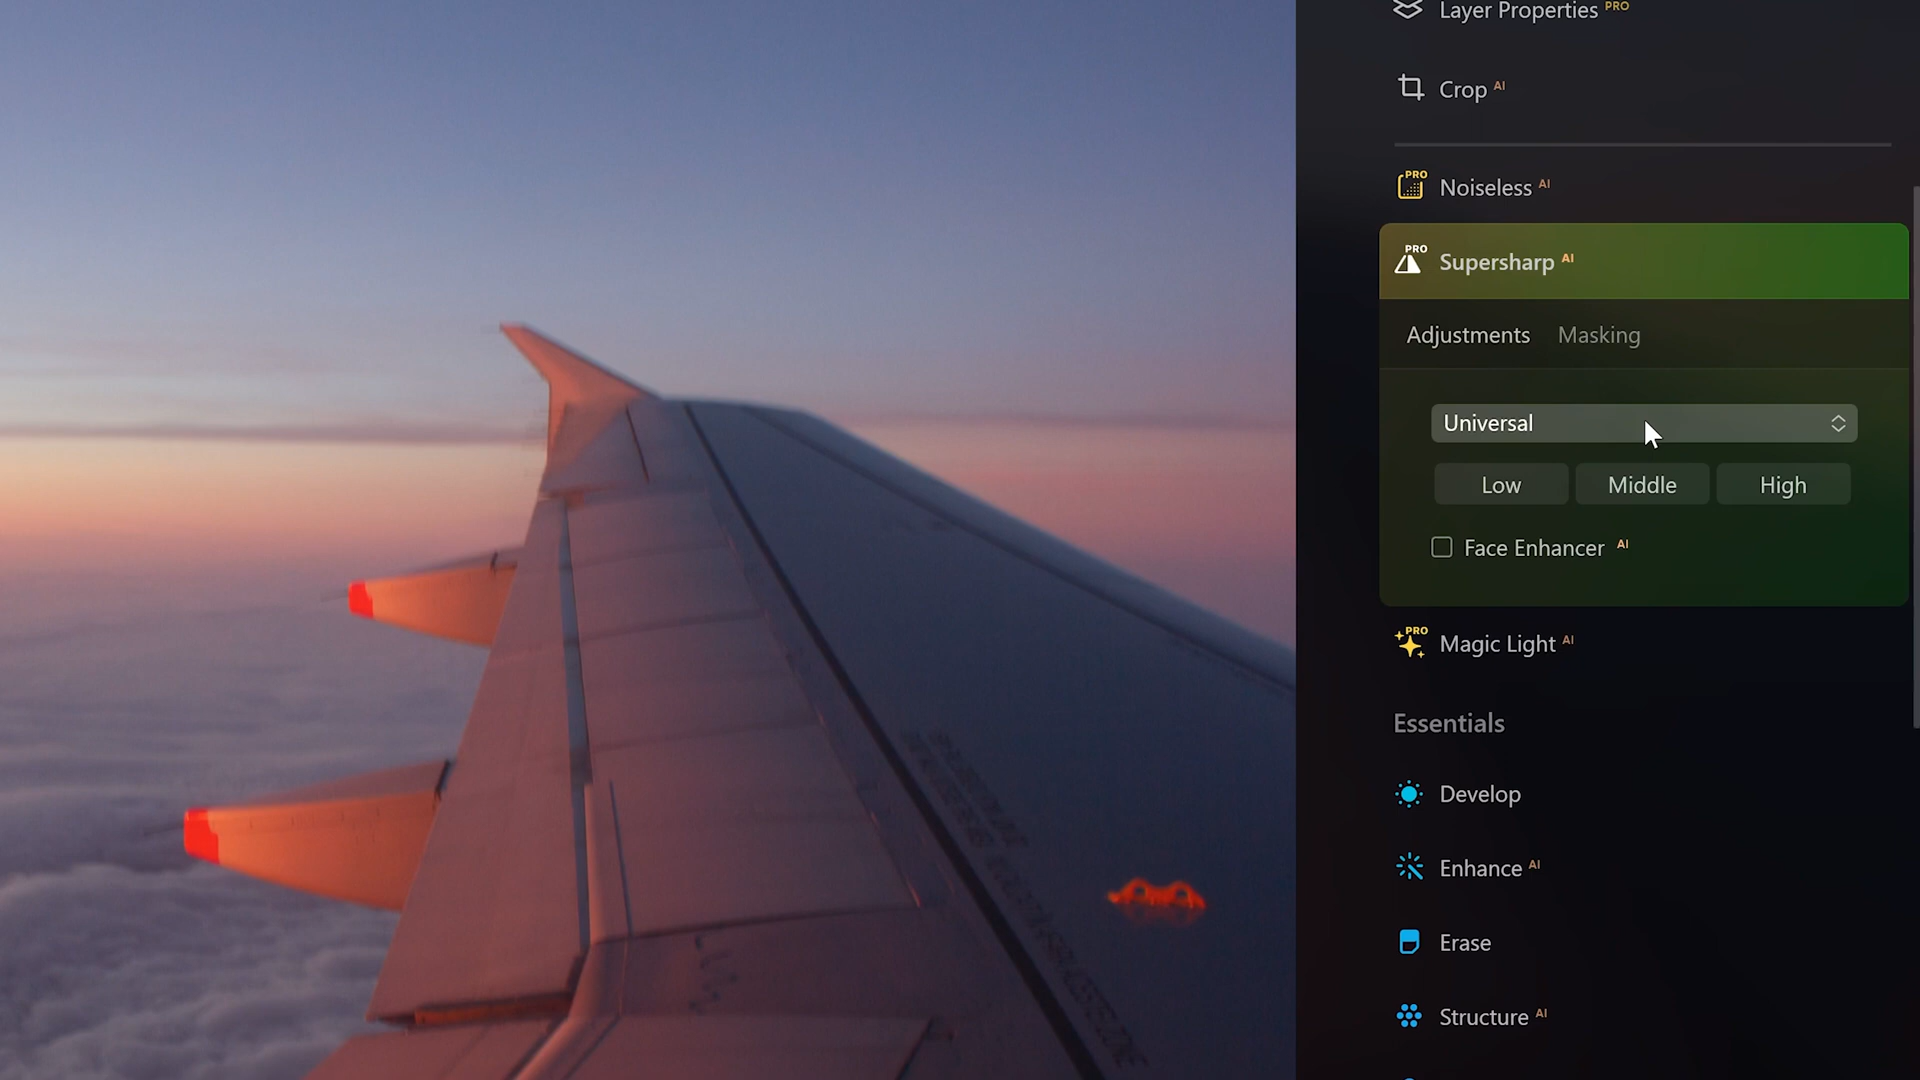 Layer Properties PRO
Crop AI
PRO
Noiseless AI
PRO
Supersharp AI
Adjustments Masking
Universal
Low Middle High
Face Enhancer AI
PRO
Magic Light AI
Essentials
Develop
Enhance AI
Erase
Structure AI